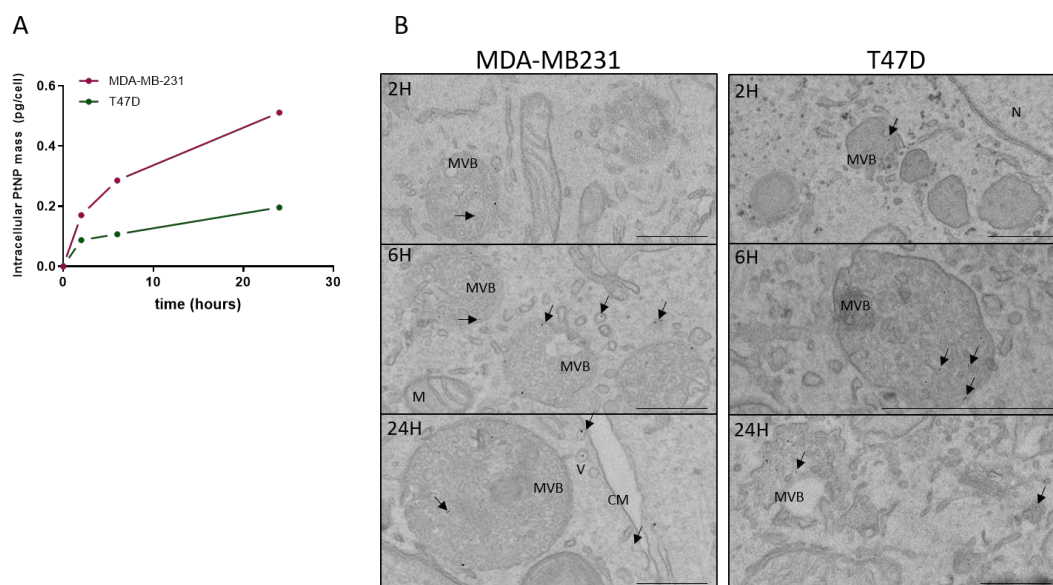 A
Intracellular PtNP mass (pg/cell)
MDA-MB-231
T47D
0.6
0.4
0.2
0.0
0
10
20
30
time (hours)
B
MDA-MB231
T47D
2H
MVB
2H
N
MVB
6H
MVB
MVB
M
6H
MVB
24H
MVB
V
CM
24H
MVB